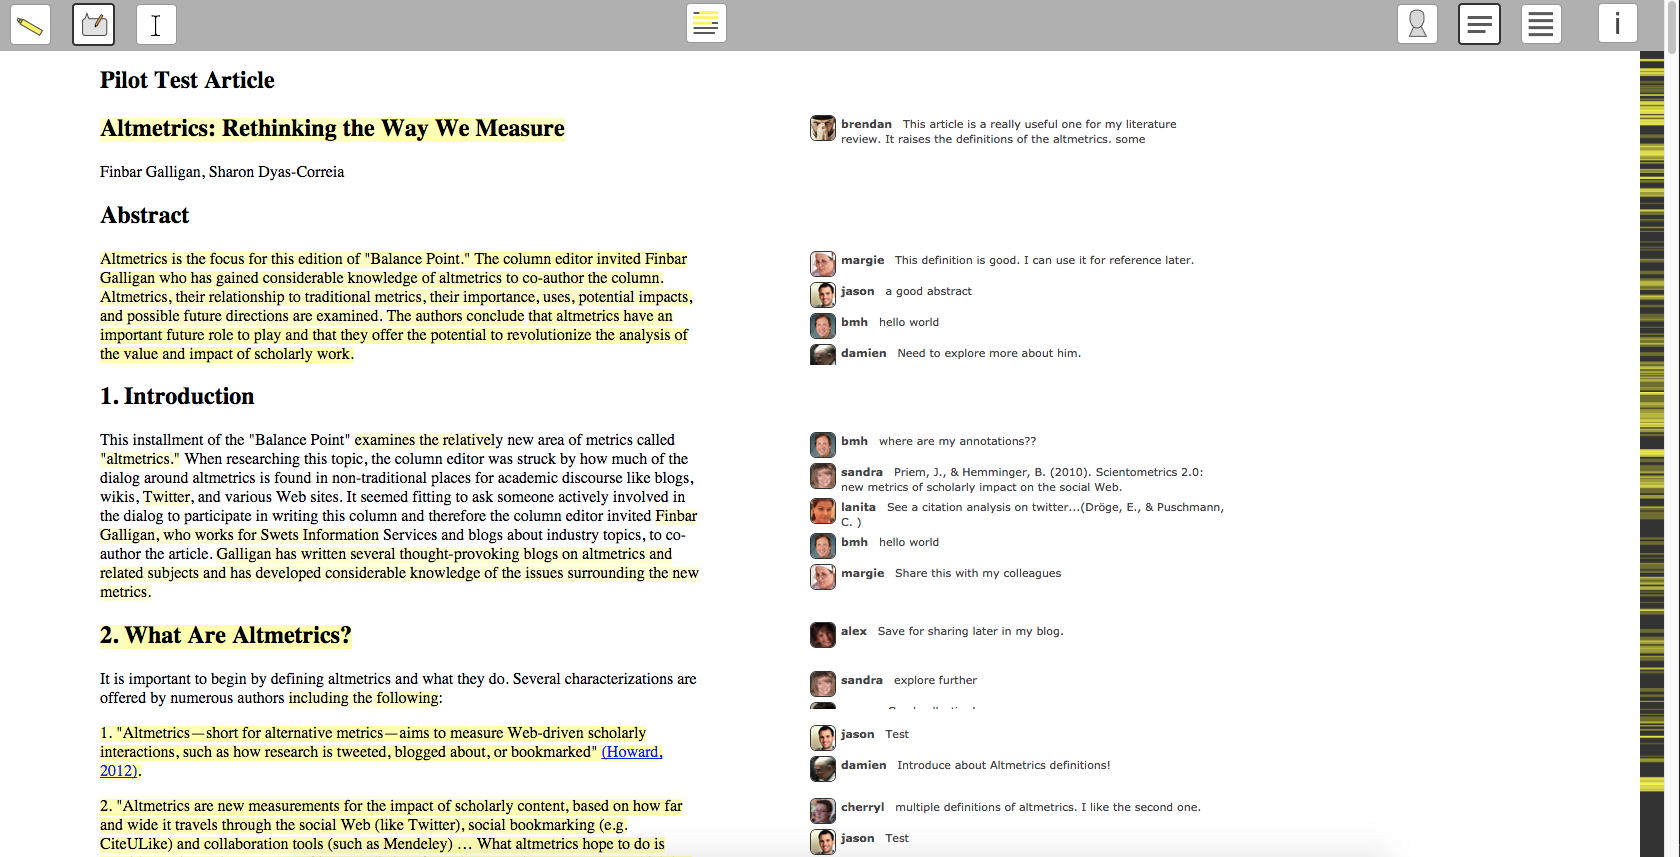 i
Pilot Test Article
Altmetrics: Rethinking the Way We Measure
Finbar Galligan, Sharon Dyas-Correia
Abstract
Altmetrics is the focus for this edition of "Balance Point." The column editor invited Finbar
Galligan who has gained considerable knowledge of altmetrics to co-author the column.
Altmetrics, their relationship to traditional metrics, their importance, uses, potential impacts,
and possible future directions are examined. The authors conclude that altmetrics have an
important future role to play and that they offer the potential to revolutionize the analysis of
the value and impact of scholarly work.
1. Introduction
This installment of the "Balance Point" examines the relatively new area of metrics called
"altmetrics." When researching this topic, the column editor was struck by how much of the
dialog around altmetrics is found in non-traditional places for academic discourse like blogs,
wikis, Twitter, and various Web sites. It seemed fitting to ask someone actively involved in
the dialog to participate in writing this column and therefore the column editor invited Finbar
Galligan, who works for Swets Information Services and blogs about industry topics, to co-
author the article. Galligan has written several thought-provoking blogs on altmetrics and
related subjects and has developed considerable knowledge of the issues surrounding the new
metrics.
2. What Are Altmetrics?
It is important to begin by defining altmetrics and what they do. Several characterizations are
offered by numerous authors including the following:
1. "Altmetrics—short for alternative metrics—aims to measure Web-driven scholarly
interactions, such as how research is tweeted, blogged about, or bookmarked" (Howard,
2012).
2. "Altmetrics are new measurements for the impact of scholarly content, based on how far
and wide it travels through the social Web (like Twitter), social bookmarking (e.g.
CiteULike) and collaboration tools (such as Mendeley) … What altmetrics hope to do is
brendan This article is a really useful one for my literature
review. It raises the definitions of the altmetrics. some
margie This definition is good. I can use it for reference later.
jason a good abstract
bmh hello world
damien Need to explore more about him.
bmh where are my annotations??
sandra Priem, J., & Hemminger, B. (2010). Scientometrics 2.0:
new metrics of scholarly impact on the social Web.
lanita See a citation analysis on twitter...(Dröge, E., & Puschmann,
C. )
bmh hello world
margie Share this with my colleagues
alex Save for sharing later in my blog.
sandra explore further
jason Test
damien Introduce about Altmetrics definitions!
cherryl multiple definitions of altmetrics. I like the second one.
jason Test